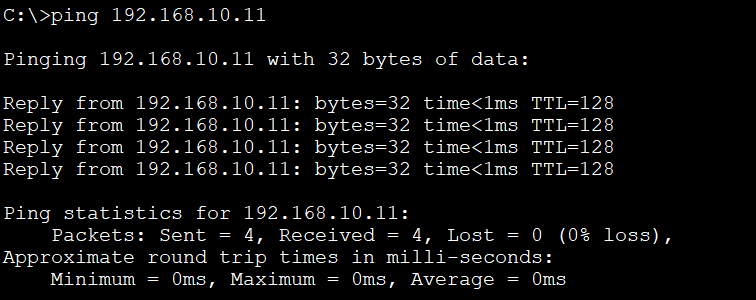 C:\>ping 192.168.10.11
Pinging 192.168.10.11 with 32 bytes of data:
Reply from 192.168.10.11: bytes=32 time<1ms TTL=128
Reply from 192.168.10.11: bytes=32 time<1ms TTL=128
Reply from 192.168.10.11: bytes=32 time<1ms TTL=128
Reply from 192.168.10.11: bytes=32 time<1ms TTL=128
Ping statistics for 192.168.10.11:
    Packets: Sent = 4, Received = 4, Lost = 0 (0% loss),
Approximate round trip times in milli-seconds:
    Minimum = 0ms, Maximum = 0ms, Average = 0ms